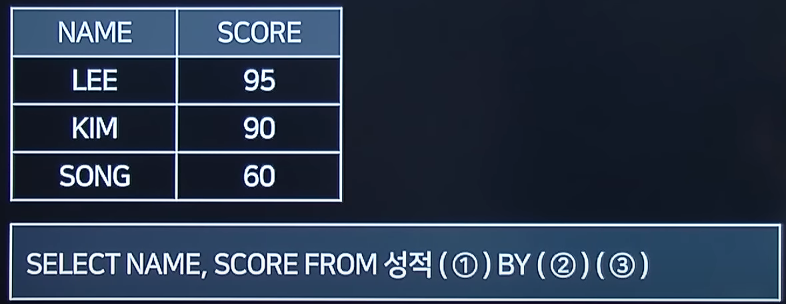 NAME SCORE
LEE 95
KIM 90
SONG 60
SELECT NAME, SCORE FROM 성적 ( ① ) BY ( ② ) ( ③ )